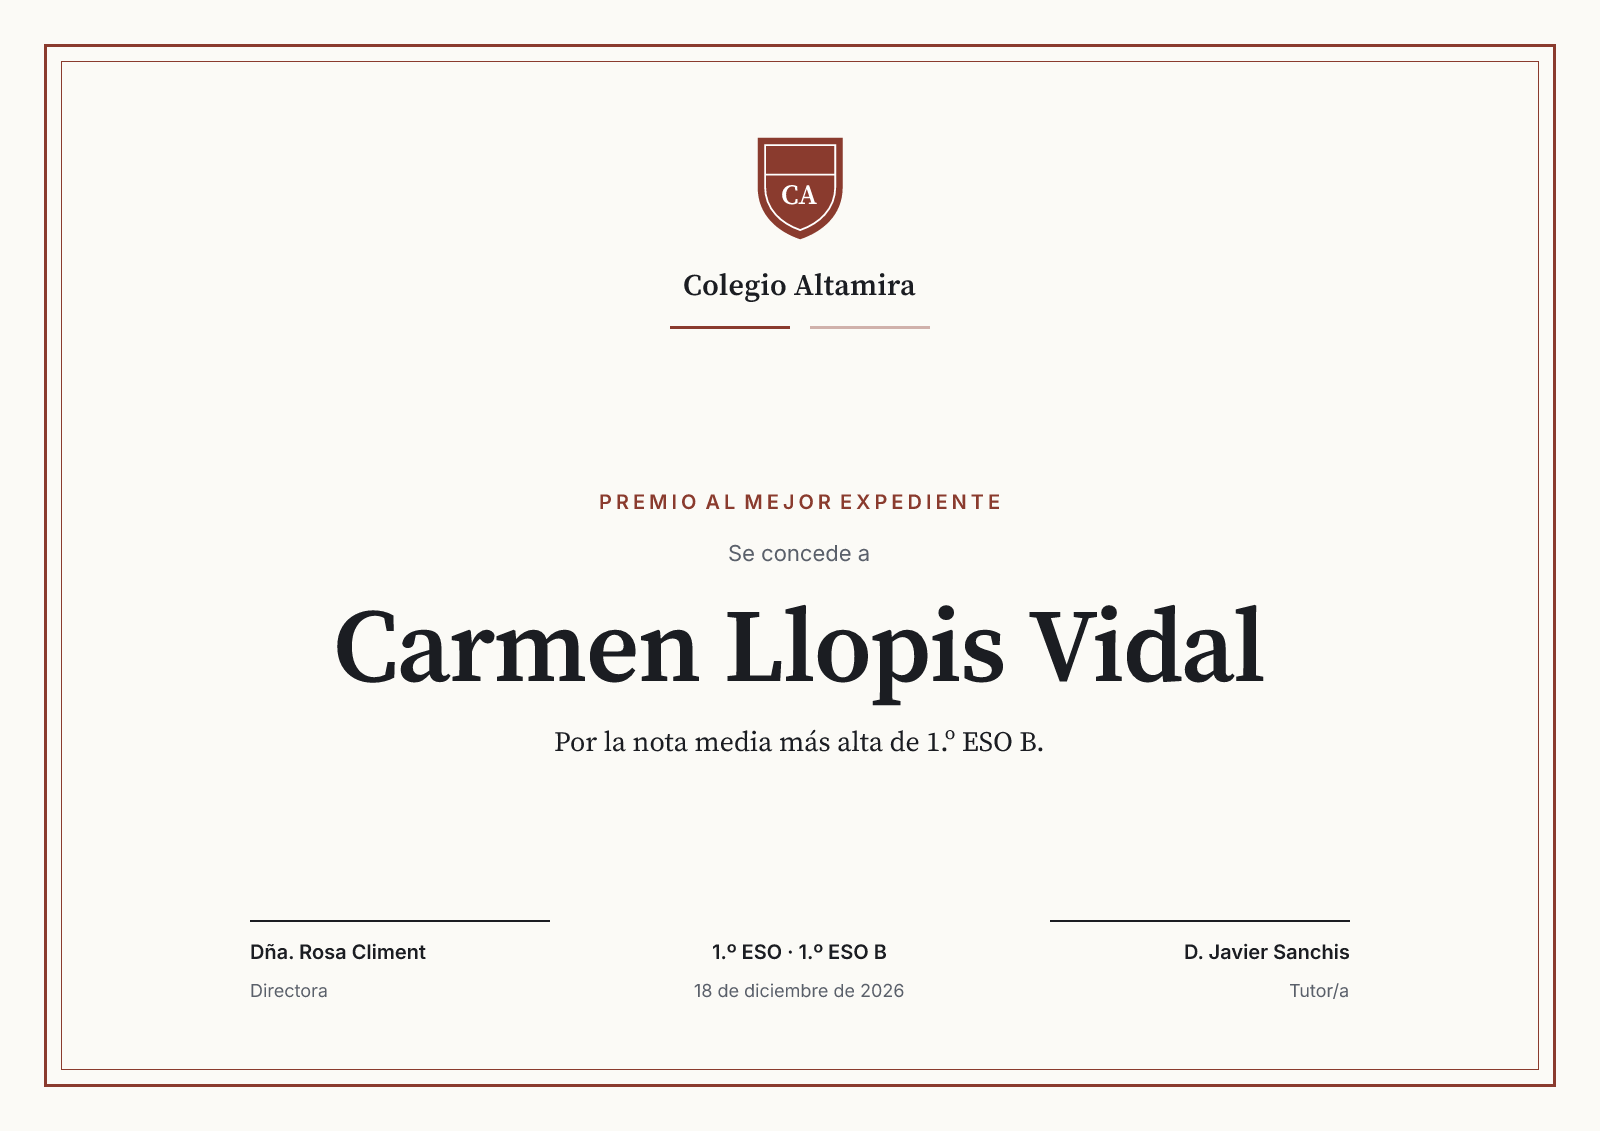 CA
Colegio Altamira
PREMIO AL MEJOR EXPEDIENTE
Se concede a
Carmen Llopis Vidal
Por la nota media más alta de 1.º ESO B.
Dña. Rosa Climent
Directora
1.º ESO · 1.º ESO B
18 de diciembre de 2026
D. Javier Sanchis
Tutor/a